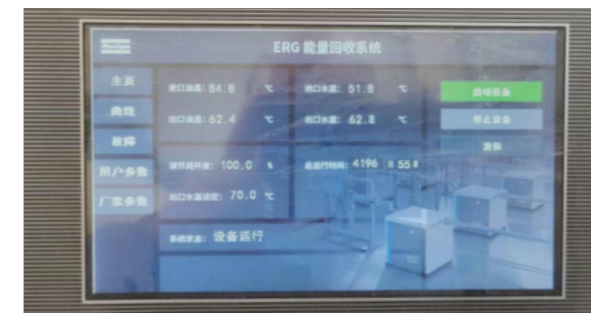 ERG 能量回收系统
主页
曲线
故障
用户参数
厂家参数
进口油温: 84.8 ℃
出口油温: 62.4 ℃
调节阀开度: 100.0 %
出口水温设定: 70.0 ℃
系统状态: 设备运行
进口水温: 51.8 ℃
出口水温: 62.3 ℃
总运行时间: 4196 H 55 M
启动设备
停止设备
复位